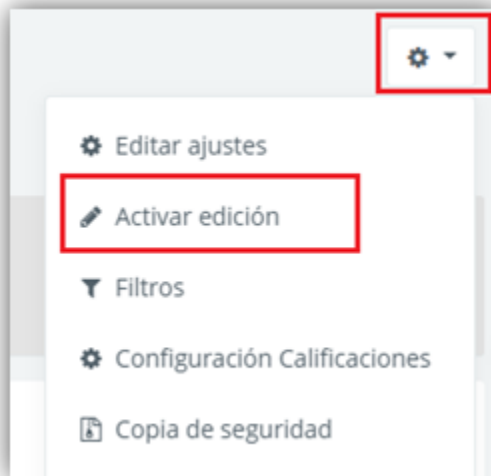 Editar ajustes
Activar edición
Filtros
Configuración Calificaciones
Copia de seguridad